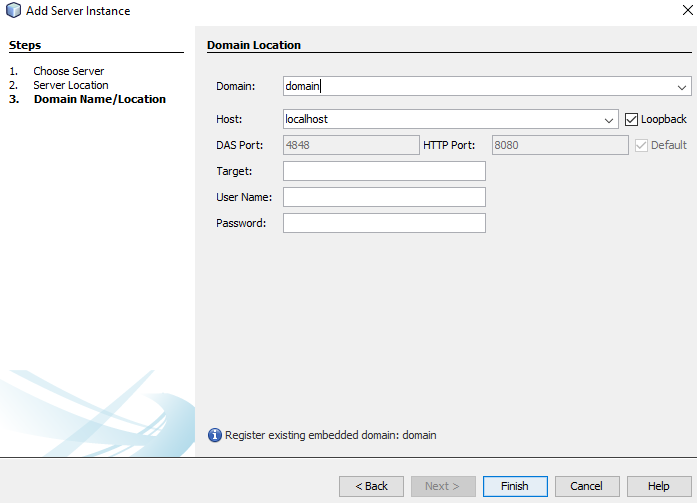 Add Server Instance
Steps
1. Choose Server
2. Server Location
3. Domain Name/Location
Domain Location
Domain: domain
Host: localhost Loopback
DAS Port: 4848 HTTP Port: 8080 Default
Target:
User Name:
Password:
Register existing embedded domain: domain
< Back Next > Finish Cancel Help